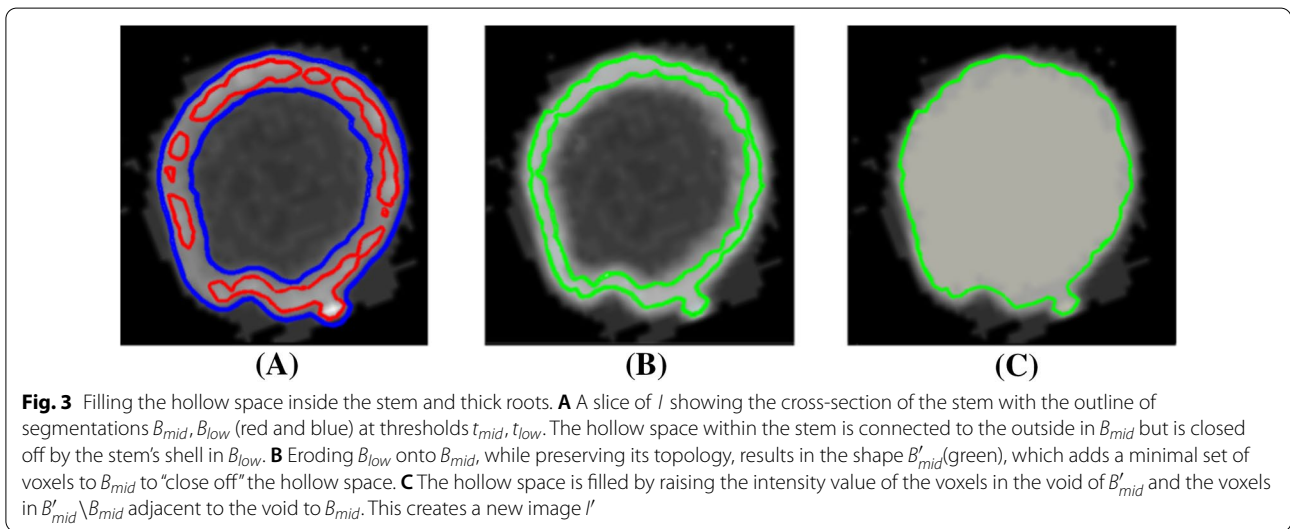 (A)
(B)
(C)
Fig. 3 Filling the hollow space inside the stem and thick roots. A A slice of I showing the cross-section of the stem with the outline of
segmentations Bmid, Blow (red and blue) at thresholds tmid, tlow. The hollow space within the stem is connected to the outside in Bmid but is closed
off by the stem's shell in Blow. B Eroding Blow onto Bmid, while preserving its topology, results in the shape B′mid(green), which adds a minimal set of
voxels to Bmid to "close off" the hollow space. C The hollow space is filled by raising the intensity value of the voxels in the void of B′mid and the voxels
in B′mid\Bmid adjacent to the void to Bmid. This creates a new image I′